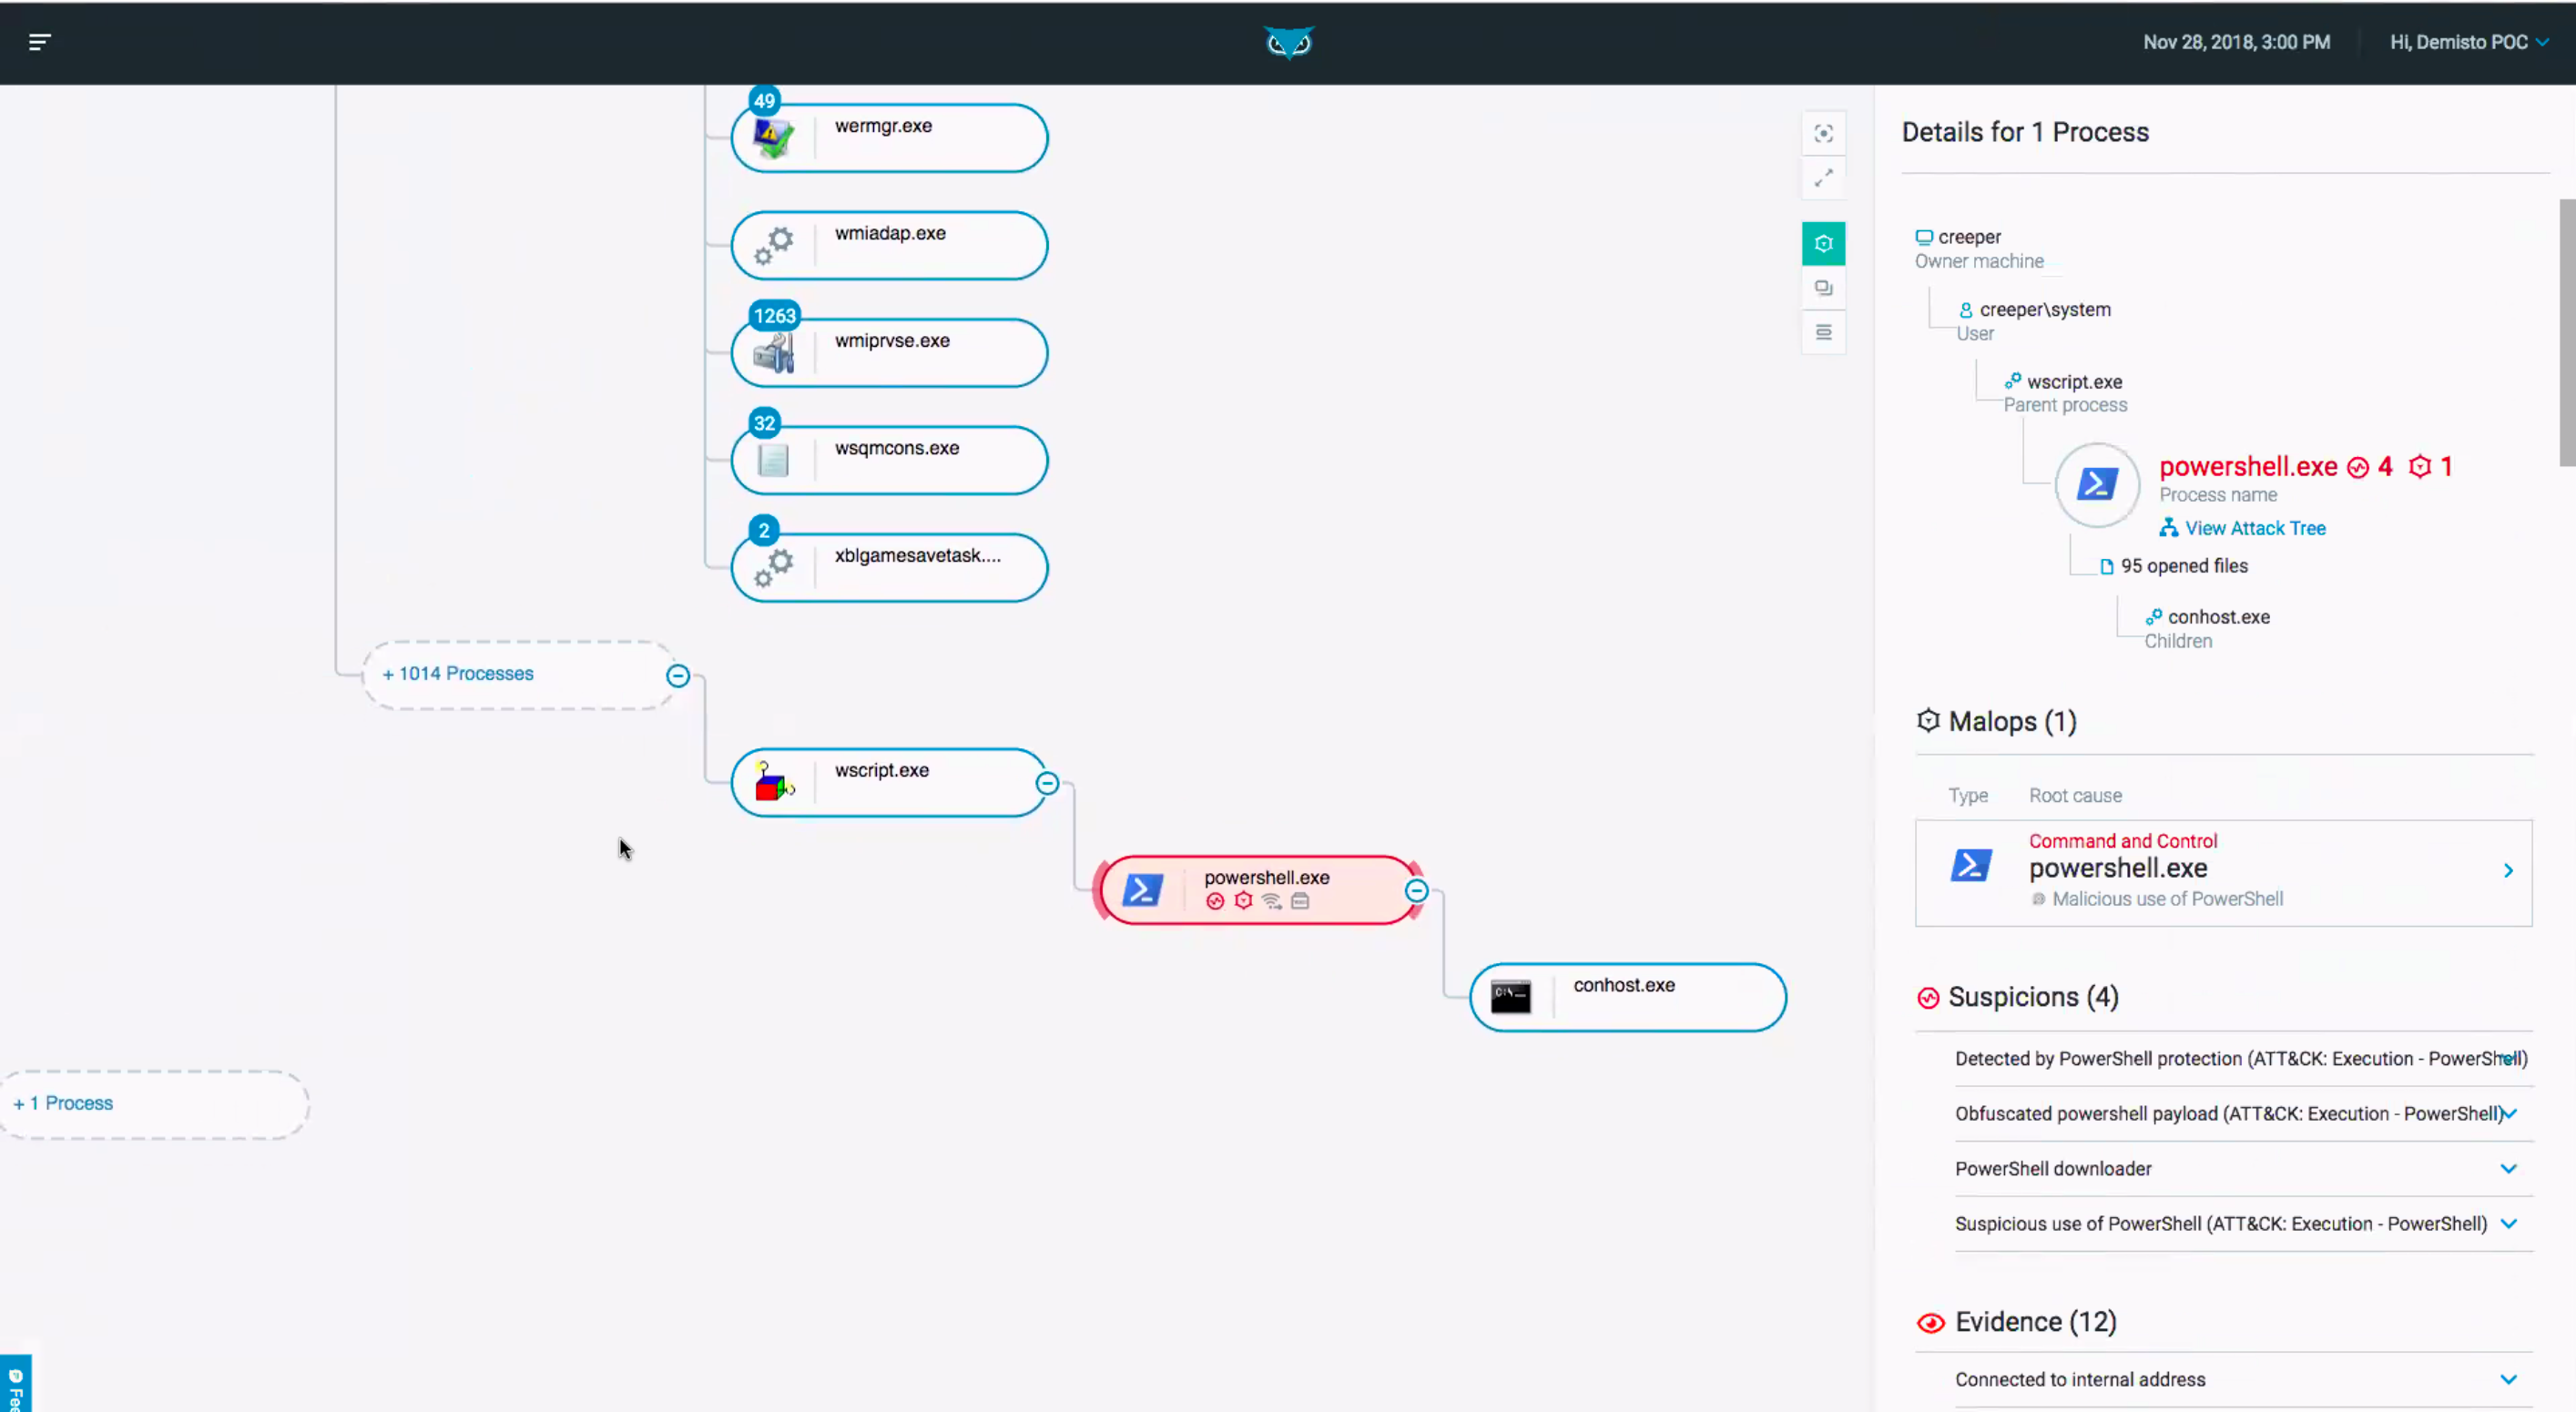 Nov 28, 2018, 3:00 PM
Hi, Demisto POC
49
wermgr.exe
wmiadap.exe
1263
wmiprvse.exe
32
wsqmcons.exe
2
xblgamesavetask....
+ 1014 Processes
wscript.exe
powershell.exe
C:\_
conhost.exe
+ 1 Process
Fee
Details for 1 Process
creeper
Owner machine
creeper\system
User
wscript.exe
Parent process
powershell.exe 4 1
Process name
View Attack Tree
95 opened files
conhost.exe
Children
Malops (1)
Type Root cause
Command and Control
powershell.exe
Malicious use of PowerShell
Suspicions (4)
Detected by PowerShell protection (ATT&CK: Execution - PowerShell)
Obfuscated powershell payload (ATT&CK: Execution - PowerShell)
PowerShell downloader
Suspicious use of PowerShell (ATT&CK: Execution - PowerShell)
Evidence (12)
Connected to internal address